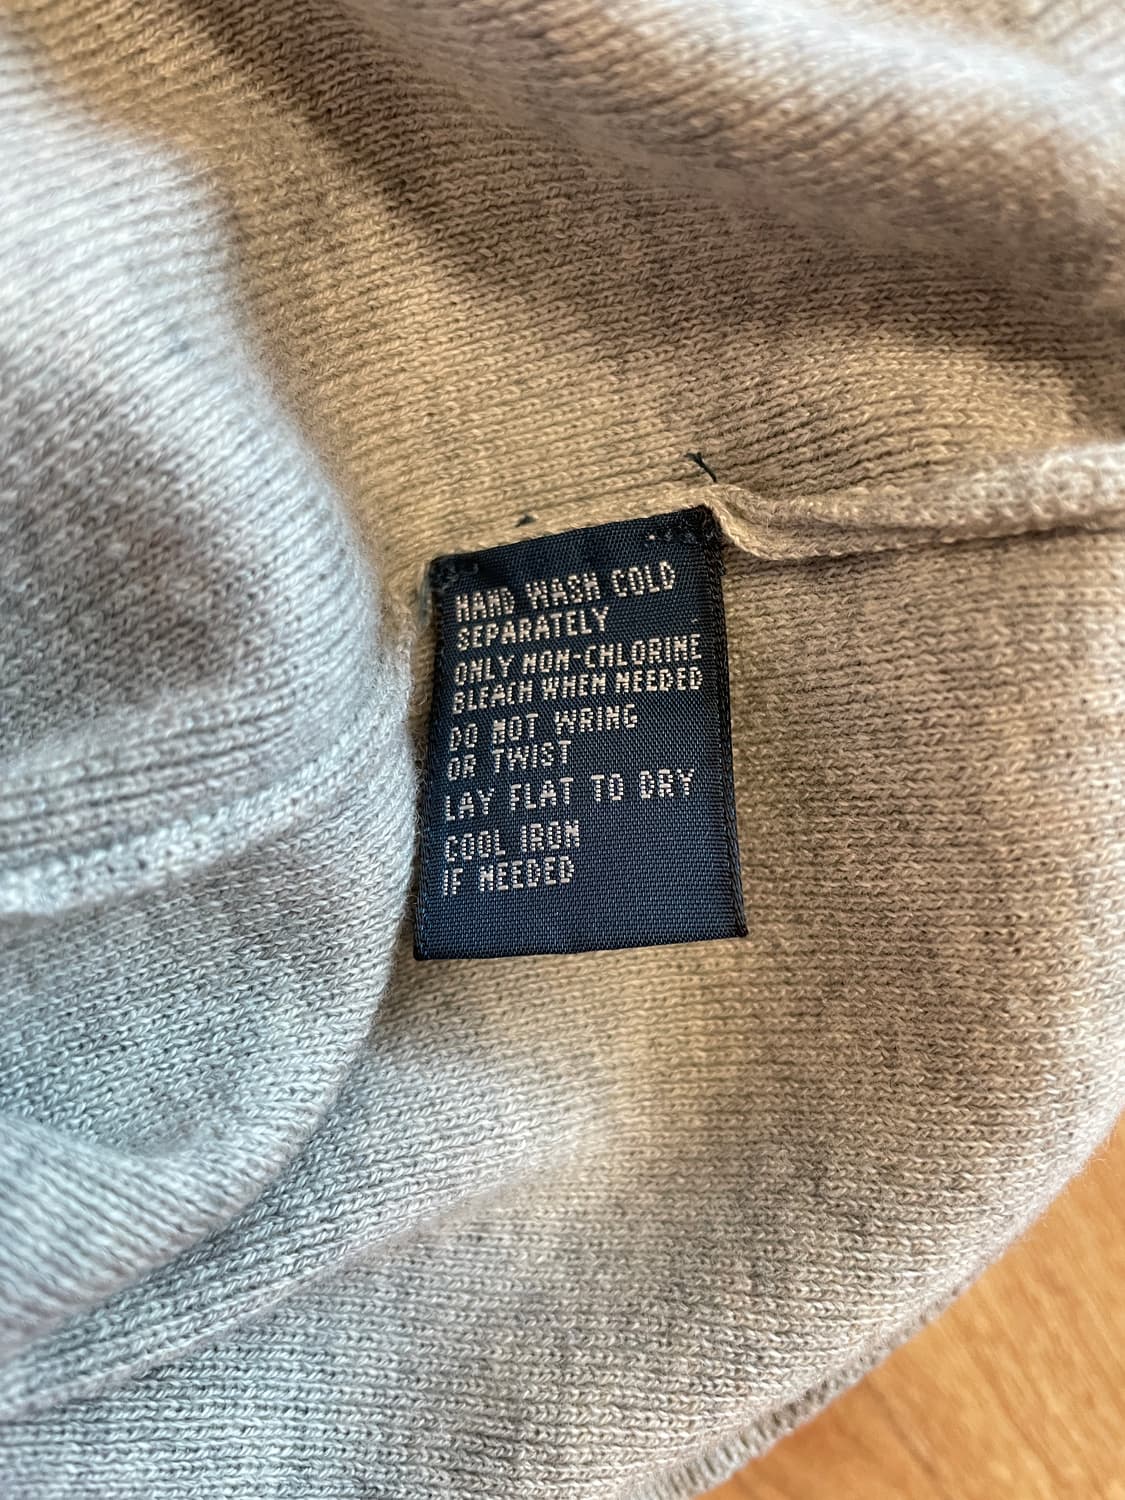 HAND WASH COLD
SEPARATELY
ONLY NON-CHLORINE
BLEACH WHEN NEEDED
DO NOT WRING
OR TWIST
LAY FLAT TO DRY
COOL IRON
IF NEEDED